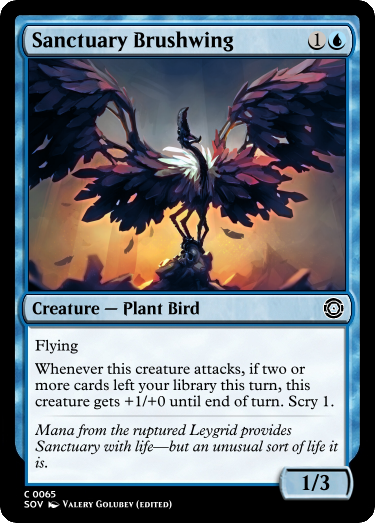 Sanctuary Brushwing 1
Creature — Plant Bird
Flying
Whenever this creature attacks, if two or
more cards left your library this turn, this
creature gets +1/+0 until end of turn. Scry 1.
Mana from the ruptured Leygrid provides
Sanctuary with life—but an unusual sort of life it
is.
1/3
C 0065
SOV Valery Golubev (edited)